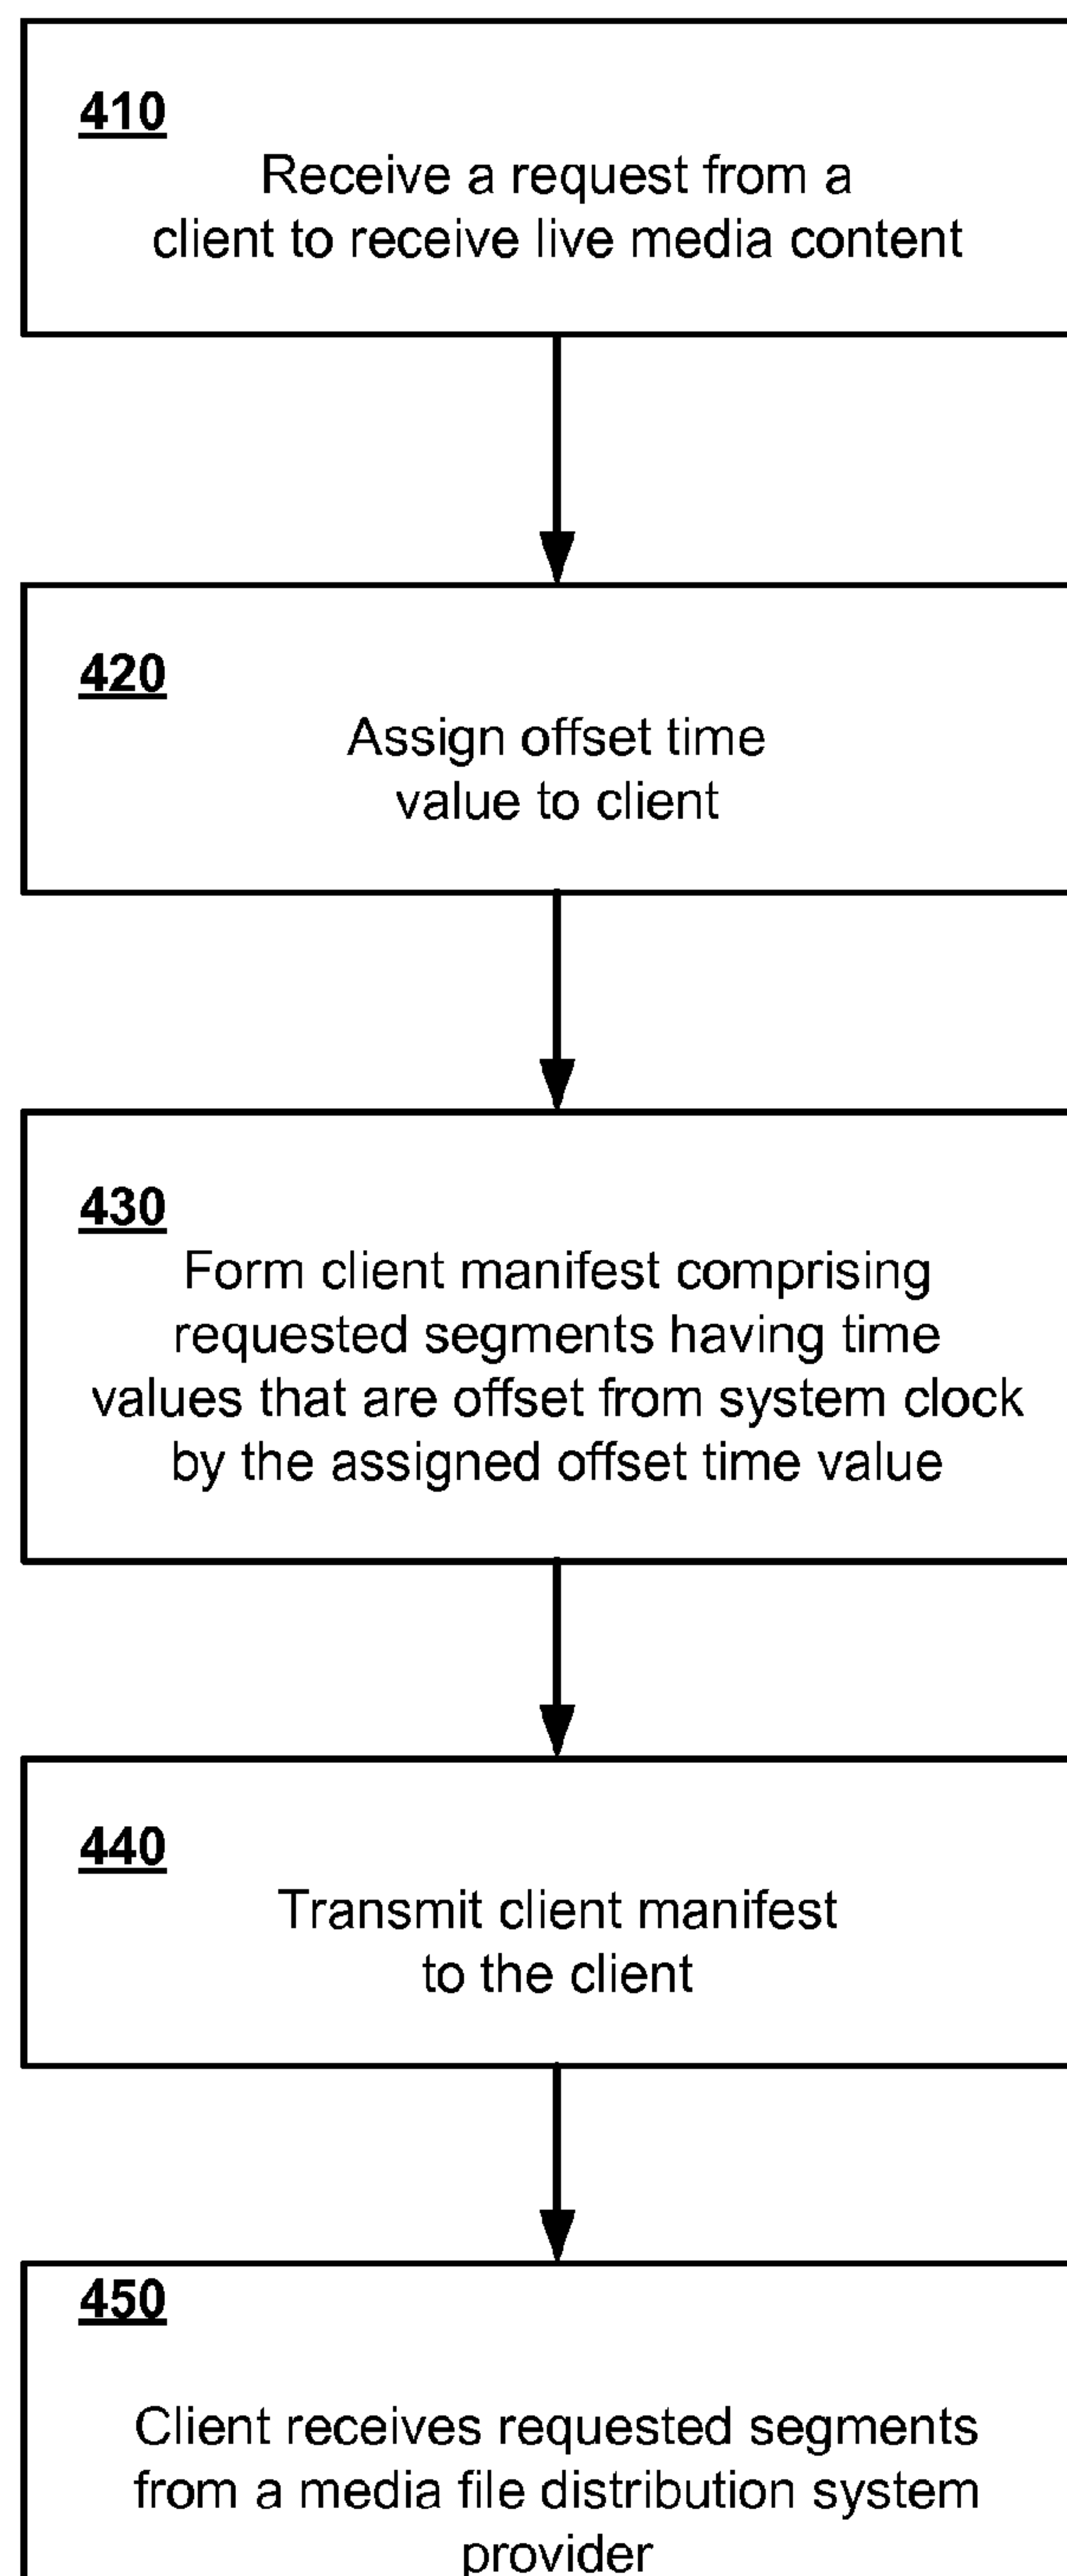 410
Receive a request from a
client to receive live media content
420
Assign offset time
value to client
430
Form client manifest comprising
requested segments having time
values that are offset from system clock
by the assigned offset time value
440
Transmit client manifest
to the client
450
Client receives requested segments
from a media file distribution system
provider